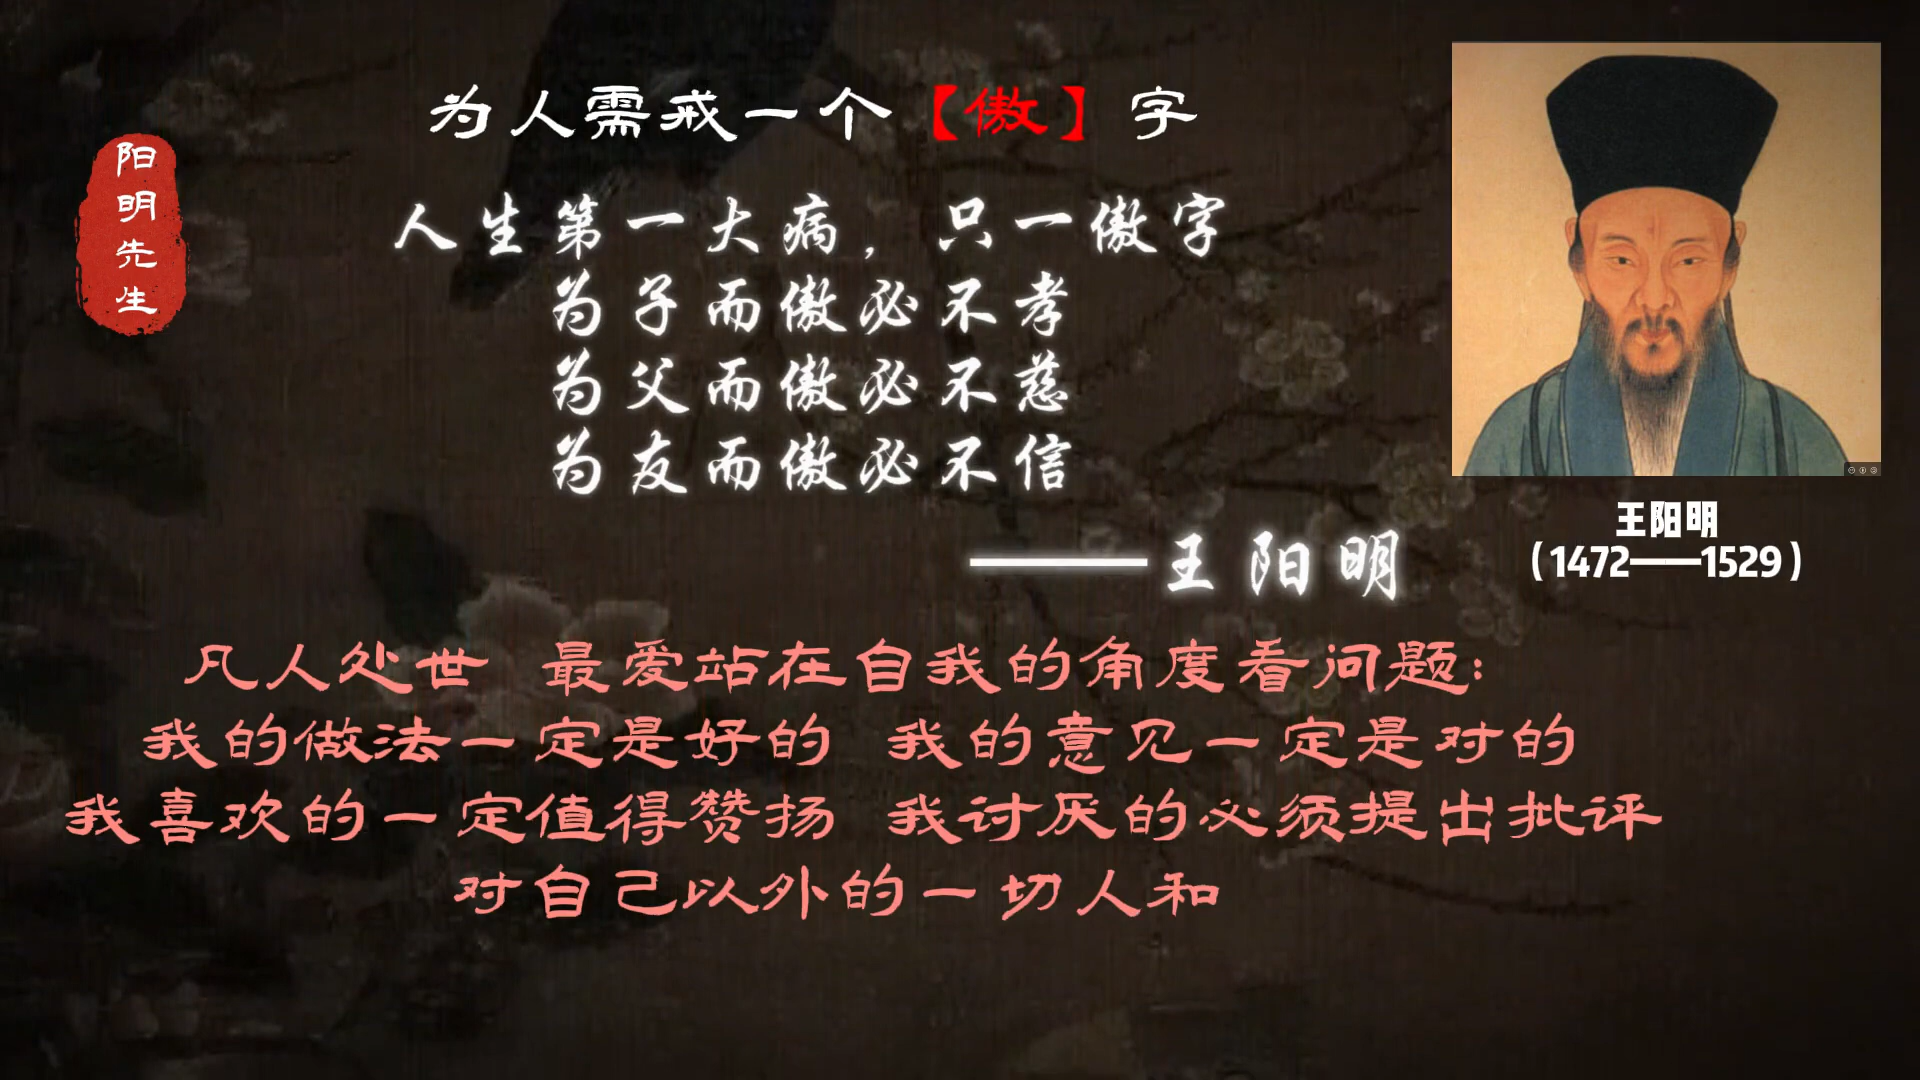 为人需戒一个【傲】字
阳明先生
人生第一大病，只一傲字
为子而傲必不孝
为父而傲必不慈
为友而傲必不信
——王阳明
王阳明
（1472——1529）
凡人处世 最爱站在自我的角度看问题：
我的做法一定是好的 我的意见一定是对的
我喜欢的一定值得赞扬 我讨厌的必须提出批评
对自己以外的一切人和